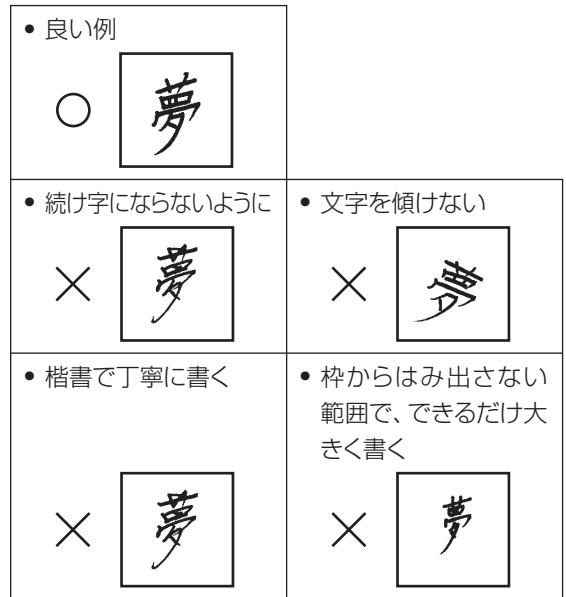 • 良い例
○ 夢
• 続け字にならないように
× 夢
• 文字を傾けない
× 夢
• 楷書で丁寧に書く
× 夢
• 枠からはみ出さない
範囲で、できるだけ大
きく書く
× 夢